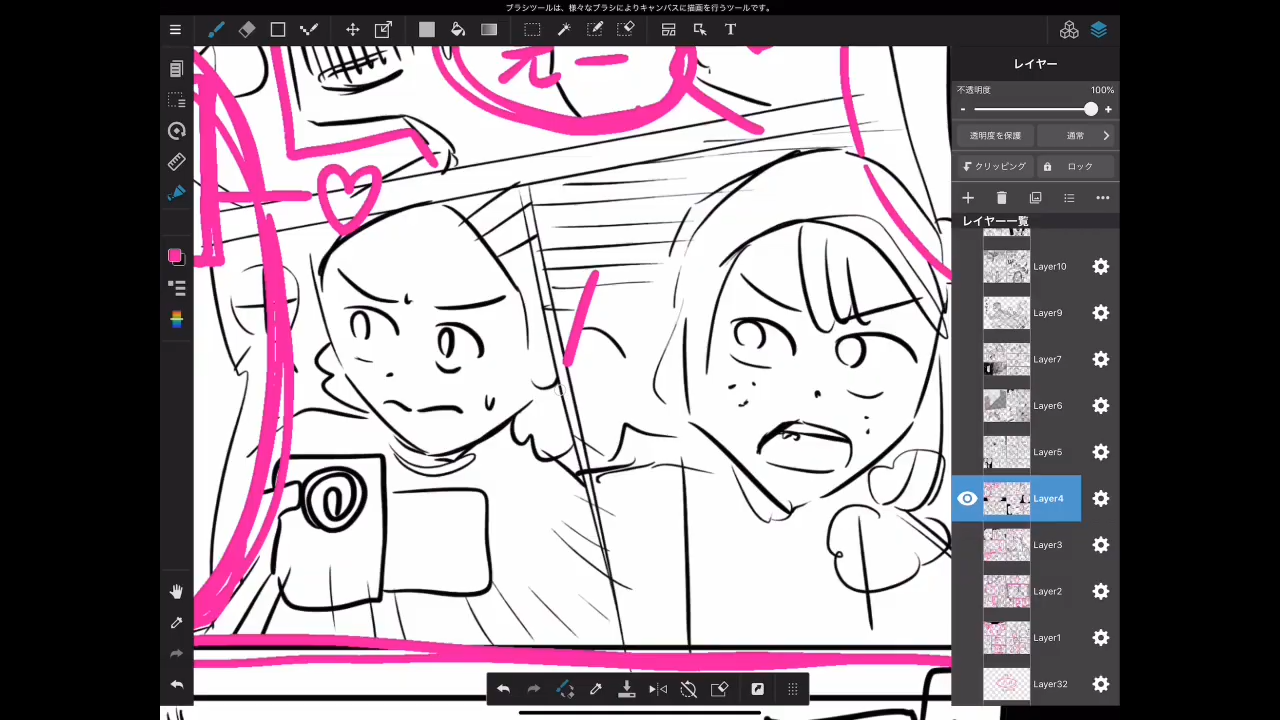 ブラシツールは、様々なブラシによりキャンバスに描画を行うツールです。
T
レイヤー
不透明度 100%
- +
透明度を保護 通常
クリッピング ロック
レイヤー一覧
Layer10
Layer9
Layer7
Layer6
Layer5
Layer4
Layer3
Layer2
Layer1
Layer32